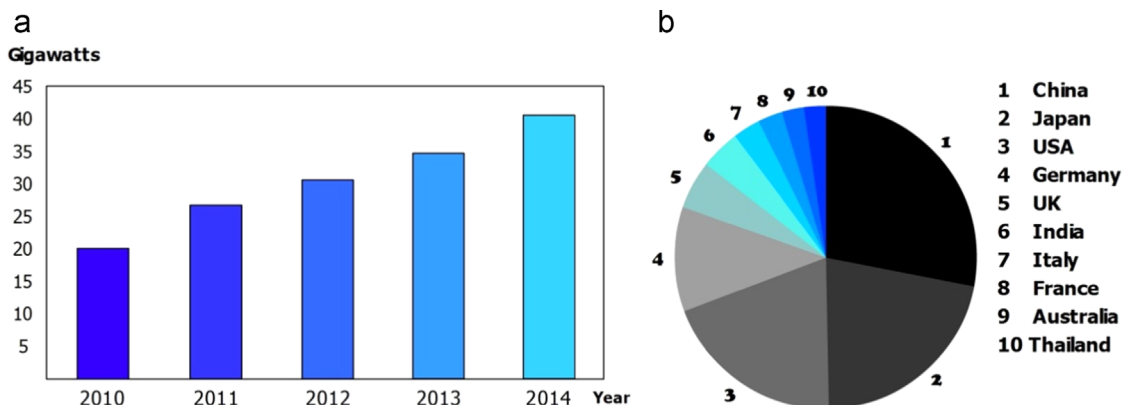 a
Gigawatts
45
40
35
30
25
20
15
10
5
2010 2011 2012 2013 2014 Year
b
1
2
3
4
5
6
7
8
9
10
1 China
2 Japan
3 USA
4 Germany
5 UK
6 India
7 Italy
8 France
9 Australia
10 Thailand